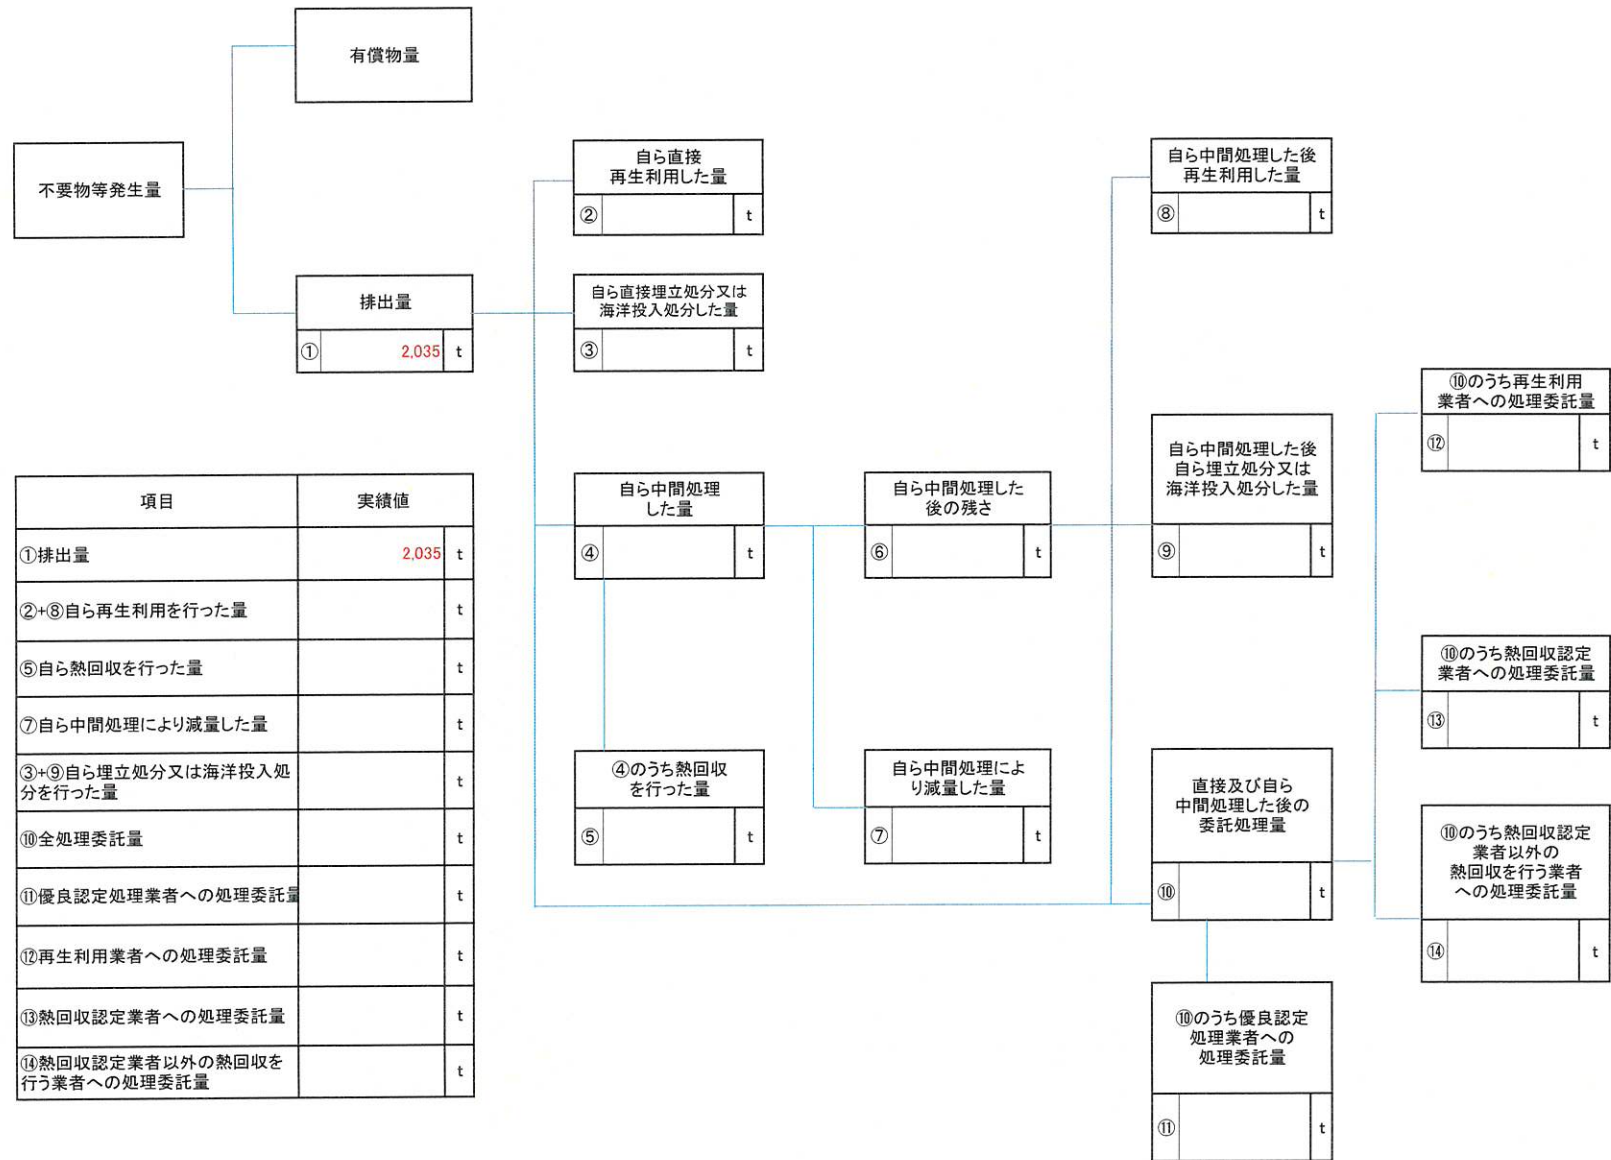 有償物量
不要物等発生量
排出量
① 2,035 t
自ら直接
再生利用した量
② t
自ら直接埋立処分又は
海洋投入処分した量
③ t
自ら中間処理
した量
④ t
④のうち熱回収
を行った量
⑤ t
自ら中間処理した
後の残さ
⑥ t
自ら中間処理によ
り減量した量
⑦ t
自ら中間処理した後
再生利用した量
⑧ t
自ら中間処理した後
自ら埋立処分又は
海洋投入処分した量
⑨ t
直接及び自ら
中間処理した後の
委託処理量
⑩ t
⑩のうち優良認定
処理業者への
処理委託量
⑪ t
⑩のうち再生利用
業者への処理委託量
⑫ t
⑩のうち熱回収認定
業者への処理委託量
⑬ t
⑩のうち熱回収認定
業者以外の
熱回収を行う業者
への処理委託量
⑭ t
項目 実績値
①排出量 2,035 t
②+⑧自ら再生利用を行った量 t
⑤自ら熱回収を行った量 t
⑦自ら中間処理により減量した量 t
③+⑨自ら埋立処分又は海洋投入処
分を行った量 t
⑩全処理委託量 t
⑪優良認定処理業者への処理委託量 t
⑫再生利用業者への処理委託量 t
⑬熱回収認定業者への処理委託量 t
⑭熱回収認定業者以外の熱回収を
行う業者への処理委託量 t